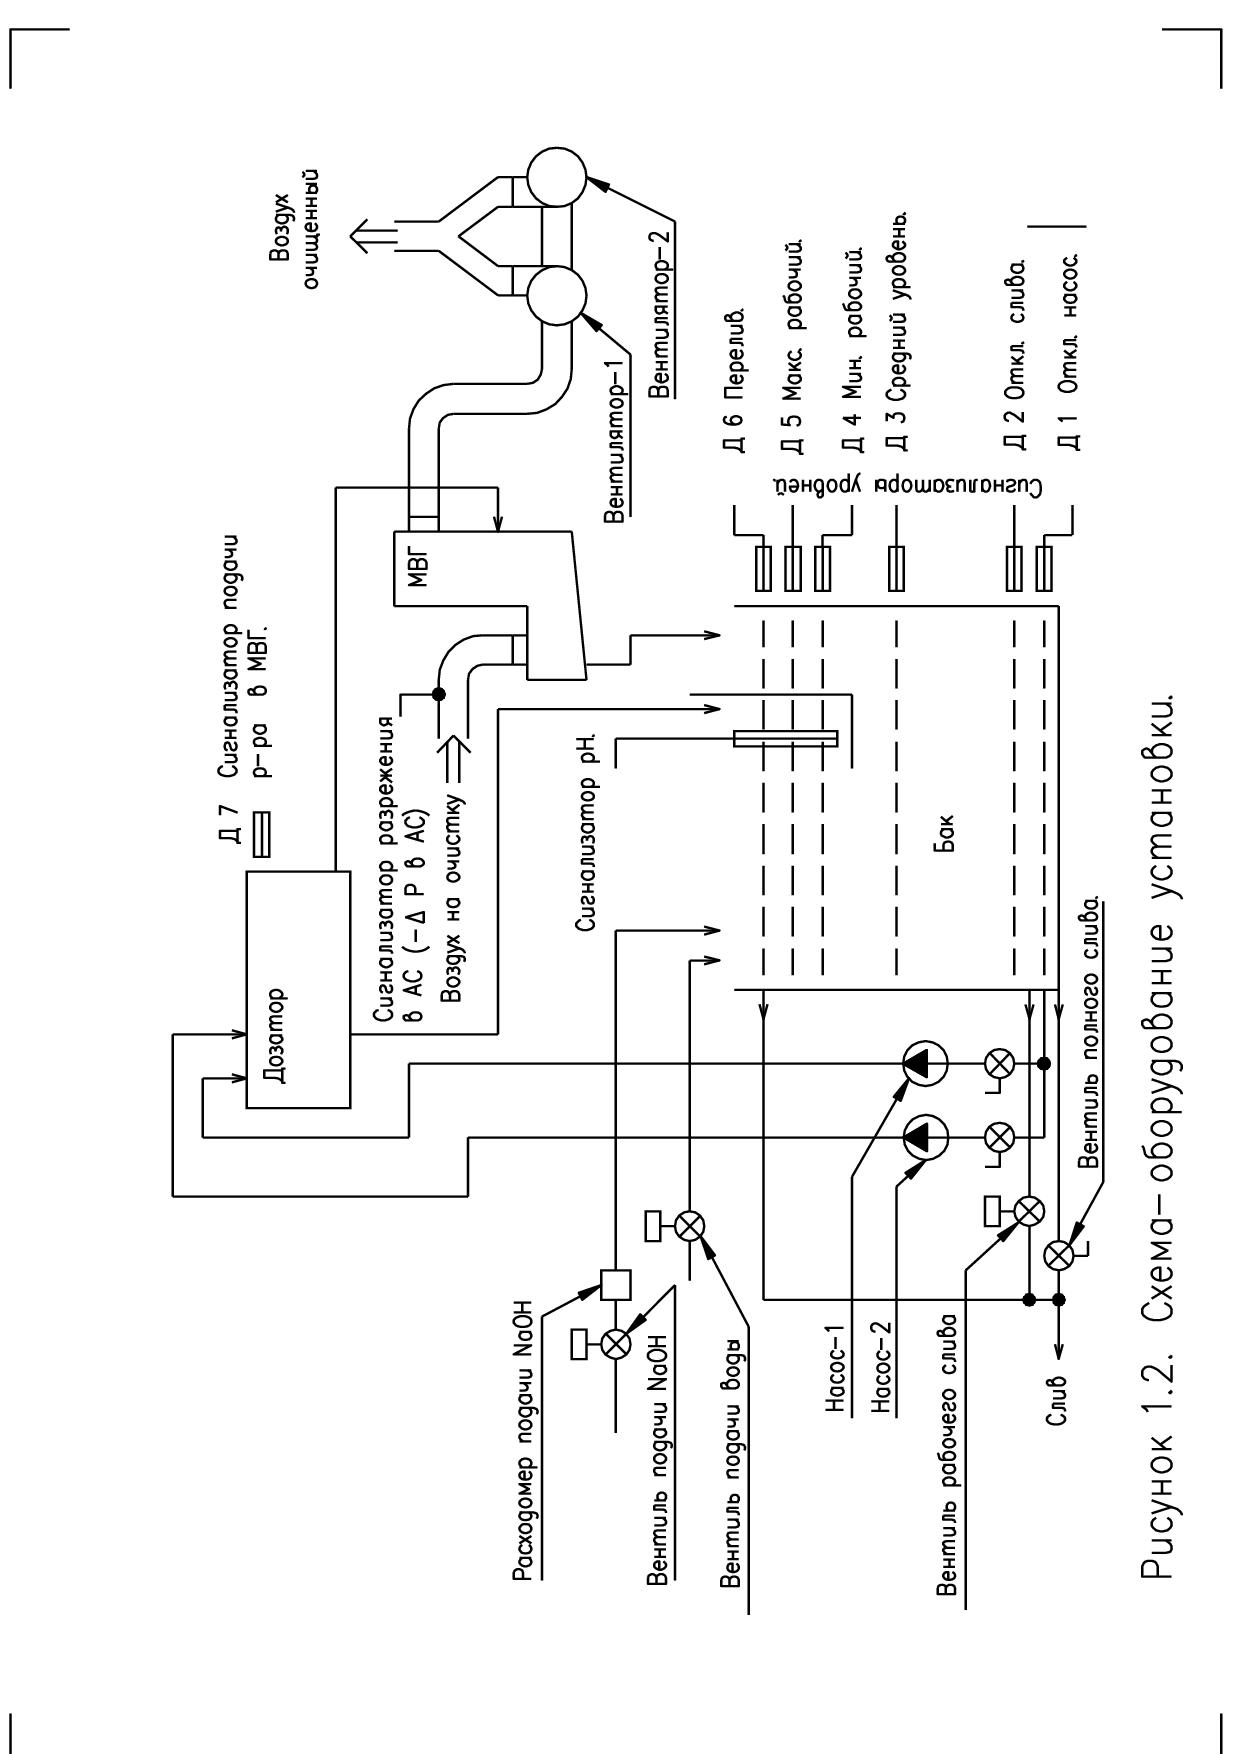 Воздух
очищенный
Вентилятор-2
Вентилятор-1
Д 7 Сигнализатор подачи
р-ра в МВГ.
МВГ
Д 6 Перелив.
Д 5 Макс. рабочий.
Д 4 Мин. рабочий.
Д 3 Средний уровень.
Д 2 Откл. слива.
Д 1 Откл. насос.
Сигнализаторы уровней
Дозатор
Сигнализатор разрежения
в АС (-Δ Р в АС)
Воздух на очистку
Сигнализатор рН.
Бак
Расходомер подачи NaOH
Вентиль подачи NaOH
Вентиль подачи воды
Насос-1
Насос-2
Вентиль рабочего слива
Слив
Вентиль полного слива.
Рисунок 1.2. Схема-оборудование установки.